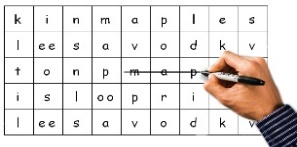 k i n m a p l e s
l ee s a v o d k v
t o n p m a p
i s l oo p r i
l ee s a v o d k v